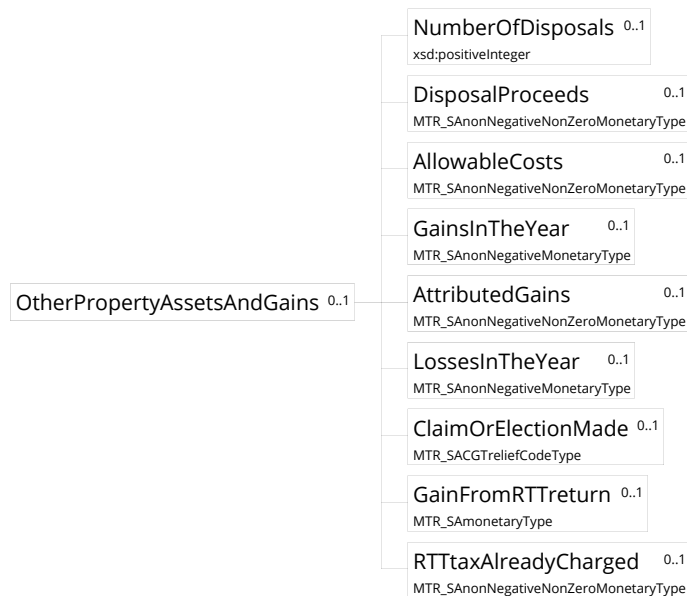 NumberOfDisposals 0..1
xsd:positiveInteger
DisposalProceeds 0..1
MTR_SAnonNegativeNonZeroMonetaryType
AllowableCosts 0..1
MTR_SAnonNegativeNonZeroMonetaryType
GainsInTheYear 0..1
MTR_SAnonNegativeMonetaryType
OtherPropertyAssetsAndGains 0..1
AttributedGains 0..1
MTR_SAnonNegativeNonZeroMonetaryType
LossesInTheYear 0..1
MTR_SAnonNegativeMonetaryType
ClaimOrElectionMade 0..1
MTR_SACGTreliefCodeType
GainFromRTTreturn 0..1
MTR_SAmonetaryType
RTTtaxAlreadyCharged 0..1
MTR_SAnonNegativeNonZeroMonetaryType